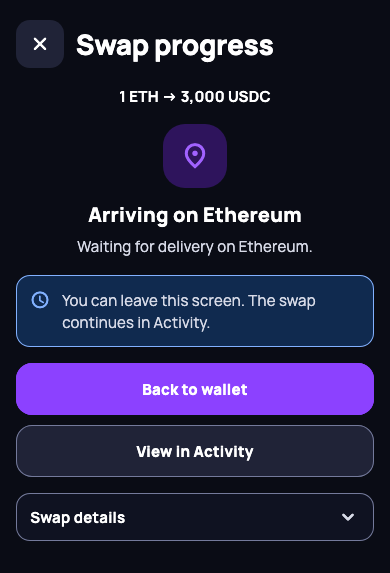 Swap progress
1 ETH → 3,000 USDC
Arriving on Ethereum
Waiting for delivery on Ethereum.
You can leave this screen. The swap
continues in Activity.
Back to wallet
View in Activity
Swap details